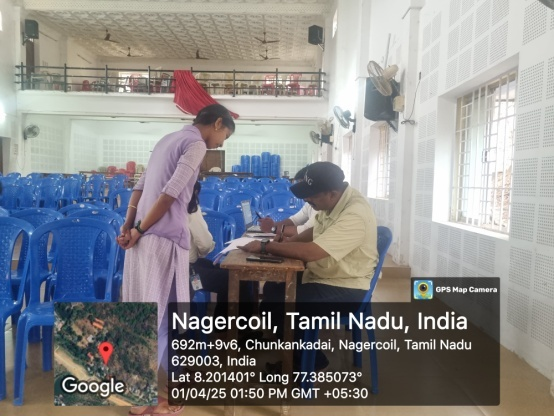 GPS Map Camera
Nagercoil, Tamil Nadu, India
692m+9v6, Chunkankadai, Nagercoil, Tamil Nadu
629003, India
Lat 8.201401° Long 77.385073°
01/04/25 01:50 PM GMT +05:30
Google